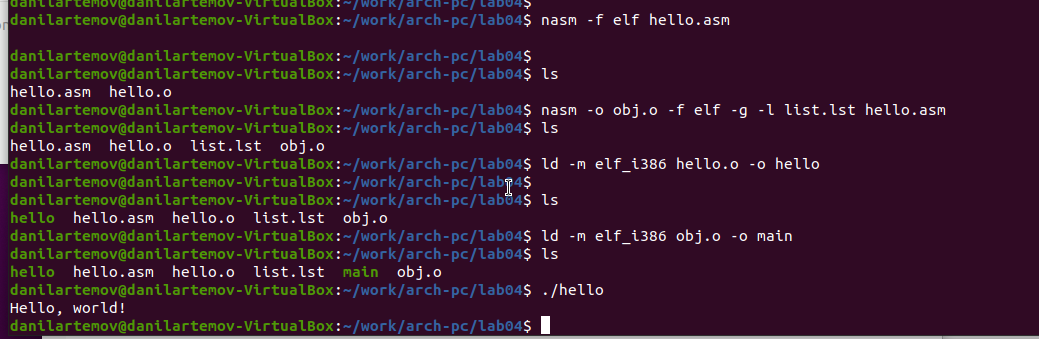 danilartemov@danilartemov-VirtualBox:~/work/arch-pc/lab04$
danilartemov@danilartemov-VirtualBox:~/work/arch-pc/lab04$ nasm -f elf hello.asm
danilartemov@danilartemov-VirtualBox:~/work/arch-pc/lab04$
danilartemov@danilartemov-VirtualBox:~/work/arch-pc/lab04$ ls
hello.asm  hello.o
danilartemov@danilartemov-VirtualBox:~/work/arch-pc/lab04$ nasm -o obj.o -f elf -g -l list.lst hello.asm
danilartemov@danilartemov-VirtualBox:~/work/arch-pc/lab04$ ls
hello.asm  hello.o  list.lst  obj.o
danilartemov@danilartemov-VirtualBox:~/work/arch-pc/lab04$ ld -m elf_i386 hello.o -o hello
danilartemov@danilartemov-VirtualBox:~/work/arch-pc/lab04$
danilartemov@danilartemov-VirtualBox:~/work/arch-pc/lab04$ ls
hello  hello.asm  hello.o  list.lst  obj.o
danilartemov@danilartemov-VirtualBox:~/work/arch-pc/lab04$ ld -m elf_i386 obj.o -o main
danilartemov@danilartemov-VirtualBox:~/work/arch-pc/lab04$ ls
hello  hello.asm  hello.o  list.lst  main  obj.o
danilartemov@danilartemov-VirtualBox:~/work/arch-pc/lab04$ ./hello
Hello, world!
danilartemov@danilartemov-VirtualBox:~/work/arch-pc/lab04$